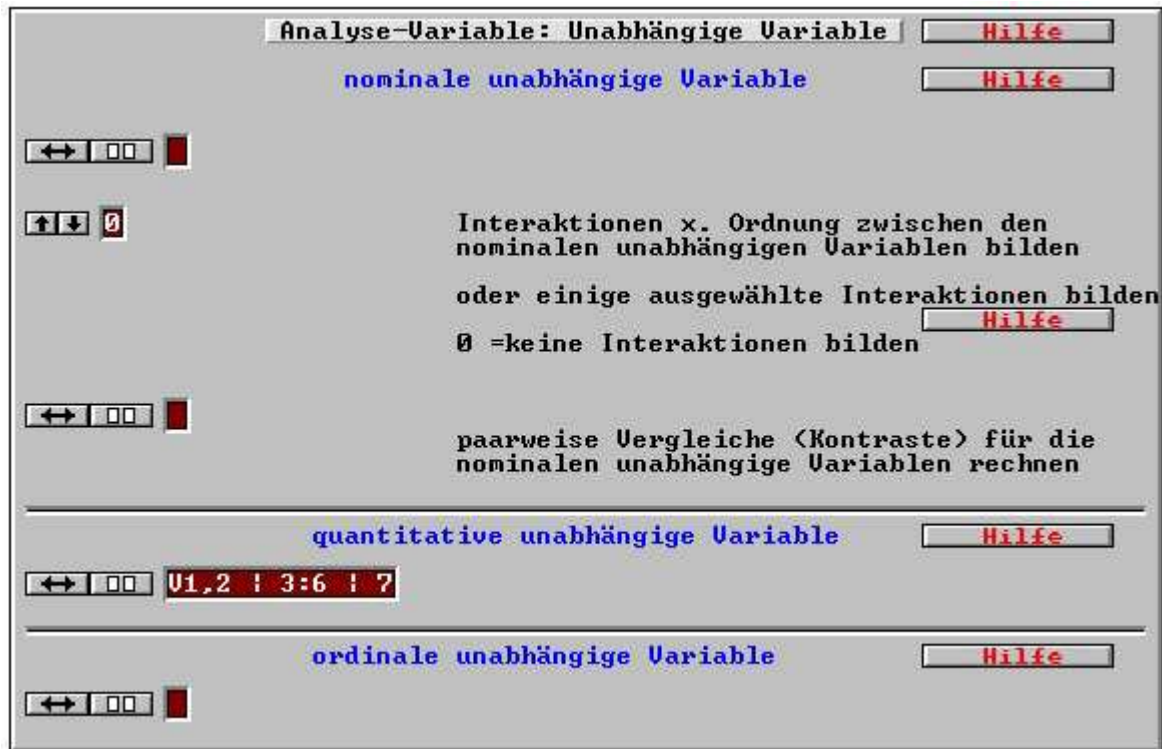 Analyse-Variable: Unabhängige Variable Hilfe
nominale unabhängige Variable Hilfe
0 Interaktionen x. Ordnung zwischen den
nominalen unabhängigen Variablen bilden
oder einige ausgewählte Interaktionen bilden
Hilfe
0 =keine Interaktionen bilden
paarweise Vergleiche (Kontraste) für die
nominalen unabhängige Variablen rechnen
quantitative unabhängige Variable Hilfe
V1,2 ¦ 3:6 ¦ 7
ordinale unabhängige Variable Hilfe